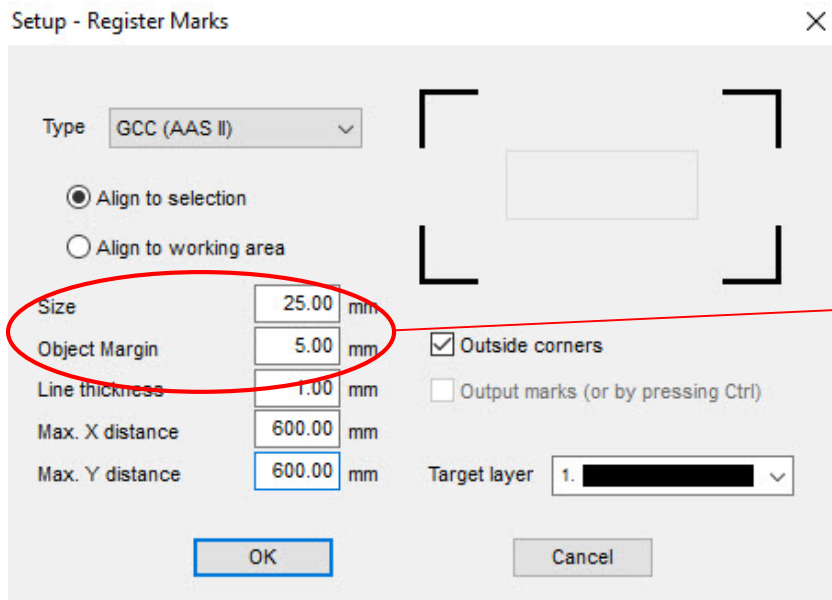 Setup - Register Marks
Type GCC (AAS II)
Align to selection
Align to working area
Size 25.00 mm
Object Margin 5.00 mm
Outside corners
Line thickness 1.00 mm
Output marks (or by pressing Ctrl)
Max. X distance 600.00 mm
Max. Y distance 600.00 mm
Target layer 1.
OK Cancel